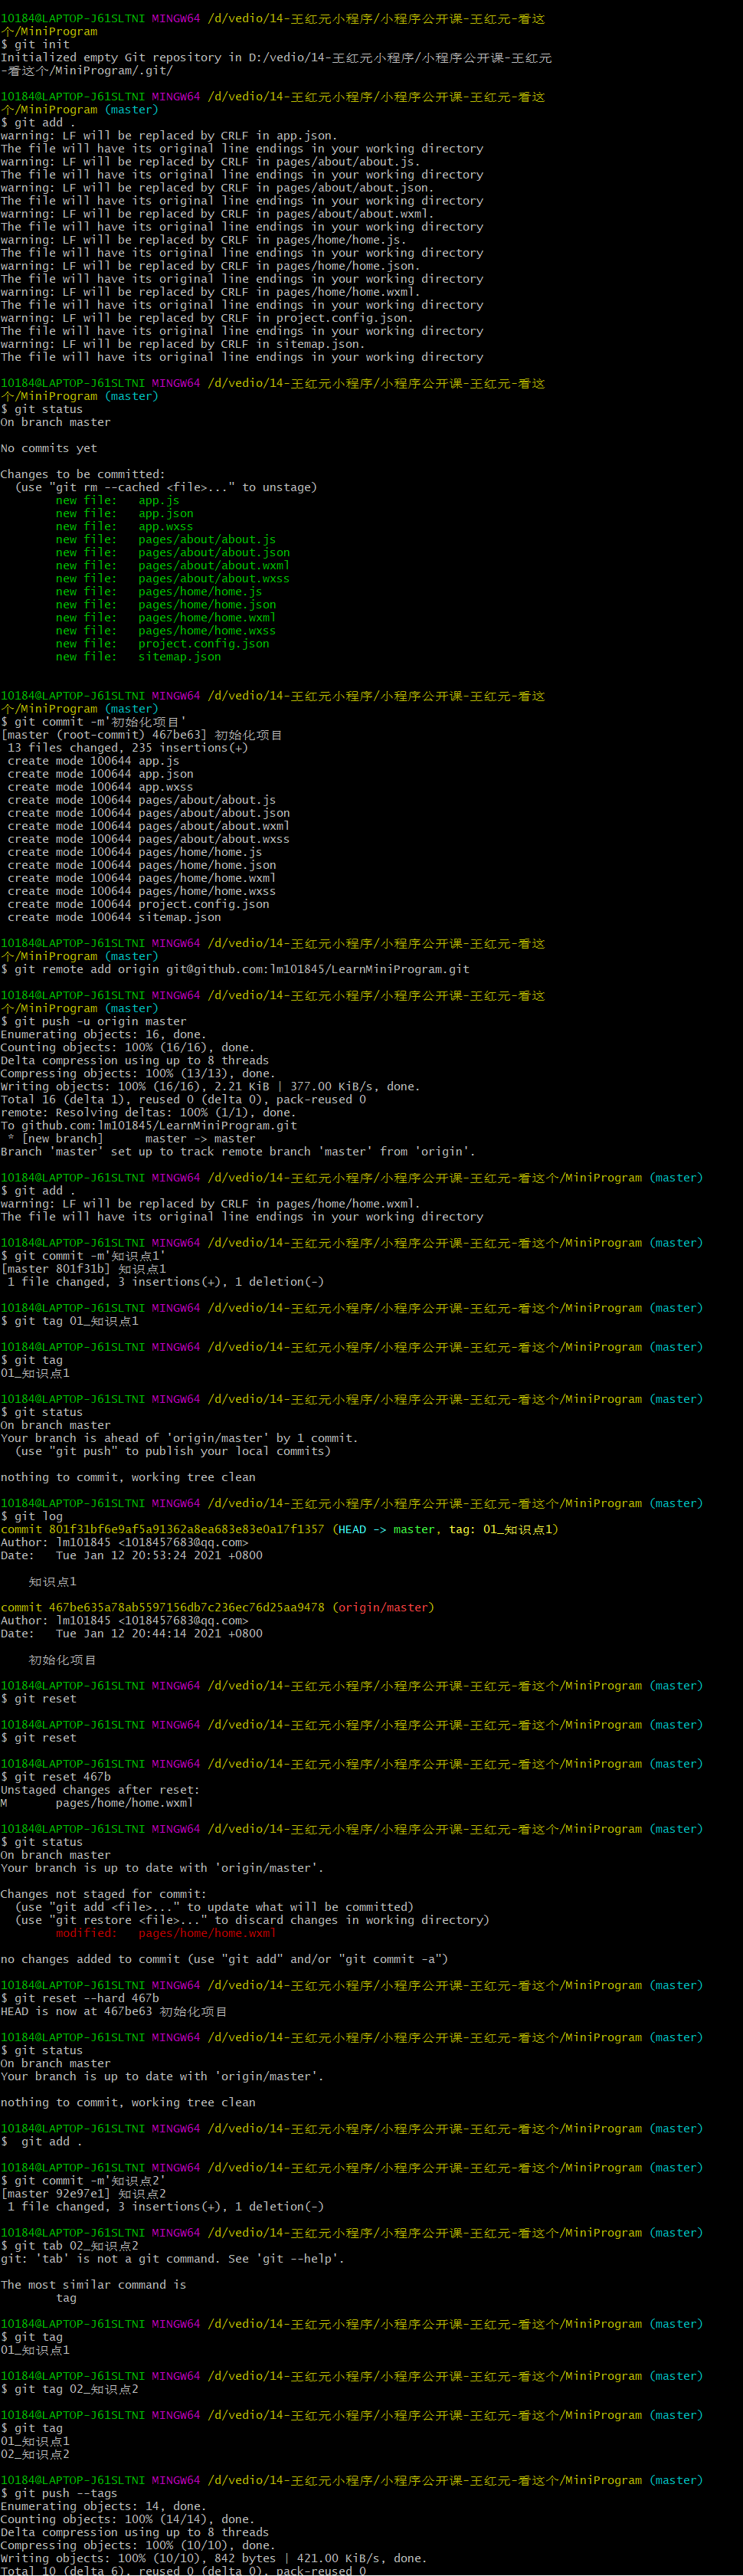 10184@LAPTOP-J61SLTNI MINGW64 /d/vedio/14-王红元小程序/小程序公开课-王红元-看这
个/MiniProgram
$ git init
Initialized empty Git repository in D:/vedio/14-王红元小程序/小程序公开课-王红元
-看这个/MiniProgram/.git/
10184@LAPTOP-J61SLTNI MINGW64 /d/vedio/14-王红元小程序/小程序公开课-王红元-看这
个/MiniProgram (master)
$ git add .
warning: LF will be replaced by CRLF in app.json.
The file will have its original line endings in your working directory
warning: LF will be replaced by CRLF in pages/about/about.js.
The file will have its original line endings in your working directory
warning: LF will be replaced by CRLF in pages/about/about.json.
The file will have its original line endings in your working directory
warning: LF will be replaced by CRLF in pages/about/about.wxml.
The file will have its original line endings in your working directory
warning: LF will be replaced by CRLF in pages/home/home.js.
The file will have its original line endings in your working directory
warning: LF will be replaced by CRLF in pages/home/home.json.
The file will have its original line endings in your working directory
warning: LF will be replaced by CRLF in pages/home/home.wxml.
The file will have its original line endings in your working directory
warning: LF will be replaced by CRLF in project.config.json.
The file will have its original line endings in your working directory
warning: LF will be replaced by CRLF in sitemap.json.
The file will have its original line endings in your working directory
10184@LAPTOP-J61SLTNI MINGW64 /d/vedio/14-王红元小程序/小程序公开课-王红元-看这
个/MiniProgram (master)
$ git status
On branch master
No commits yet
Changes to be committed:
  (use "git rm --cached <file>..." to unstage)
        new file:   app.js
        new file:   app.json
        new file:   app.wxss
        new file:   pages/about/about.js
        new file:   pages/about/about.json
        new file:   pages/about/about.wxml
        new file:   pages/about/about.wxss
        new file:   pages/home/home.js
        new file:   pages/home/home.json
        new file:   pages/home/home.wxml
        new file:   pages/home/home.wxss
        new file:   project.config.json
        new file:   sitemap.json
10184@LAPTOP-J61SLTNI MINGW64 /d/vedio/14-王红元小程序/小程序公开课-王红元-看这
个/MiniProgram (master)
$ git commit -m'初始化项目'
[master (root-commit) 467be63] 初始化项目
 13 files changed, 235 insertions(+)
 create mode 100644 app.js
 create mode 100644 app.json
 create mode 100644 app.wxss
 create mode 100644 pages/about/about.js
 create mode 100644 pages/about/about.json
 create mode 100644 pages/about/about.wxml
 create mode 100644 pages/about/about.wxss
 create mode 100644 pages/home/home.js
 create mode 100644 pages/home/home.json
 create mode 100644 pages/home/home.wxml
 create mode 100644 pages/home/home.wxss
 create mode 100644 project.config.json
 create mode 100644 sitemap.json
10184@LAPTOP-J61SLTNI MINGW64 /d/vedio/14-王红元小程序/小程序公开课-王红元-看这
个/MiniProgram (master)
$ git remote add origin git@github.com:lm101845/LearnMiniProgram.git
10184@LAPTOP-J61SLTNI MINGW64 /d/vedio/14-王红元小程序/小程序公开课-王红元-看这
个/MiniProgram (master)
$ git push -u origin master
Enumerating objects: 16, done.
Counting objects: 100% (16/16), done.
Delta compression using up to 8 threads
Compressing objects: 100% (13/13), done.
Writing objects: 100% (16/16), 2.21 KiB | 377.00 KiB/s, done.
Total 16 (delta 1), reused 0 (delta 0), pack-reused 0
remote: Resolving deltas: 100% (1/1), done.
To github.com:lm101845/LearnMiniProgram.git
 * [new branch]      master -> master
Branch 'master' set up to track remote branch 'master' from 'origin'.
10184@LAPTOP-J61SLTNI MINGW64 /d/vedio/14-王红元小程序/小程序公开课-王红元-看这个/MiniProgram (master)
$ git add .
warning: LF will be replaced by CRLF in pages/home/home.wxml.
The file will have its original line endings in your working directory
10184@LAPTOP-J61SLTNI MINGW64 /d/vedio/14-王红元小程序/小程序公开课-王红元-看这个/MiniProgram (master)
$ git commit -m'知识点1'
[master 801f31b] 知识点1
 1 file changed, 3 insertions(+), 1 deletion(-)
10184@LAPTOP-J61SLTNI MINGW64 /d/vedio/14-王红元小程序/小程序公开课-王红元-看这个/MiniProgram (master)
$ git tag 01_知识点1
10184@LAPTOP-J61SLTNI MINGW64 /d/vedio/14-王红元小程序/小程序公开课-王红元-看这个/MiniProgram (master)
$ git tag
01_知识点1
10184@LAPTOP-J61SLTNI MINGW64 /d/vedio/14-王红元小程序/小程序公开课-王红元-看这个/MiniProgram (master)
$ git status
On branch master
Your branch is ahead of 'origin/master' by 1 commit.
  (use "git push" to publish your local commits)
nothing to commit, working tree clean
10184@LAPTOP-J61SLTNI MINGW64 /d/vedio/14-王红元小程序/小程序公开课-王红元-看这个/MiniProgram (master)
$ git log
commit 801f31bf6e9af5a91362a8ea683e83e0a17f1357 (HEAD -> master, tag: 01_知识点1)
Author: lm101845 <1018457683@qq.com>
Date:   Tue Jan 12 20:53:24 2021 +0800
    知识点1
commit 467be635a78ab5597156db7c236ec76d25aa9478 (origin/master)
Author: lm101845 <1018457683@qq.com>
Date:   Tue Jan 12 20:44:14 2021 +0800
    初始化项目
10184@LAPTOP-J61SLTNI MINGW64 /d/vedio/14-王红元小程序/小程序公开课-王红元-看这个/MiniProgram (master)
$ git reset
10184@LAPTOP-J61SLTNI MINGW64 /d/vedio/14-王红元小程序/小程序公开课-王红元-看这个/MiniProgram (master)
$ git reset
10184@LAPTOP-J61SLTNI MINGW64 /d/vedio/14-王红元小程序/小程序公开课-王红元-看这个/MiniProgram (master)
$ git reset 467b
Unstaged changes after reset:
M       pages/home/home.wxml
10184@LAPTOP-J61SLTNI MINGW64 /d/vedio/14-王红元小程序/小程序公开课-王红元-看这个/MiniProgram (master)
$ git status
On branch master
Your branch is up to date with 'origin/master'.
Changes not staged for commit:
  (use "git add <file>..." to update what will be committed)
  (use "git restore <file>..." to discard changes in working directory)
        modified:   pages/home/home.wxml
no changes added to commit (use "git add" and/or "git commit -a")
10184@LAPTOP-J61SLTNI MINGW64 /d/vedio/14-王红元小程序/小程序公开课-王红元-看这个/MiniProgram (master)
$ git reset --hard 467b
HEAD is now at 467be63 初始化项目
10184@LAPTOP-J61SLTNI MINGW64 /d/vedio/14-王红元小程序/小程序公开课-王红元-看这个/MiniProgram (master)
$ git status
On branch master
Your branch is up to date with 'origin/master'.
nothing to commit, working tree clean
10184@LAPTOP-J61SLTNI MINGW64 /d/vedio/14-王红元小程序/小程序公开课-王红元-看这个/MiniProgram (master)
$  git add .
10184@LAPTOP-J61SLTNI MINGW64 /d/vedio/14-王红元小程序/小程序公开课-王红元-看这个/MiniProgram (master)
$ git commit -m'知识点2'
[master 92e97e1] 知识点2
 1 file changed, 3 insertions(+), 1 deletion(-)
10184@LAPTOP-J61SLTNI MINGW64 /d/vedio/14-王红元小程序/小程序公开课-王红元-看这个/MiniProgram (master)
$ git tab 02_知识点2
git: 'tab' is not a git command. See 'git --help'.
The most similar command is
        tag
10184@LAPTOP-J61SLTNI MINGW64 /d/vedio/14-王红元小程序/小程序公开课-王红元-看这个/MiniProgram (master)
$ git tag
01_知识点1
10184@LAPTOP-J61SLTNI MINGW64 /d/vedio/14-王红元小程序/小程序公开课-王红元-看这个/MiniProgram (master)
$ git tag 02_知识点2
10184@LAPTOP-J61SLTNI MINGW64 /d/vedio/14-王红元小程序/小程序公开课-王红元-看这个/MiniProgram (master)
$ git tag
01_知识点1
02_知识点2
10184@LAPTOP-J61SLTNI MINGW64 /d/vedio/14-王红元小程序/小程序公开课-王红元-看这个/MiniProgram (master)
$ git push --tags
Enumerating objects: 14, done.
Counting objects: 100% (14/14), done.
Delta compression using up to 8 threads
Compressing objects: 100% (10/10), done.
Writing objects: 100% (10/10), 842 bytes | 421.00 KiB/s, done.
Total 10 (delta 6), reused 0 (delta 0), pack-reused 0